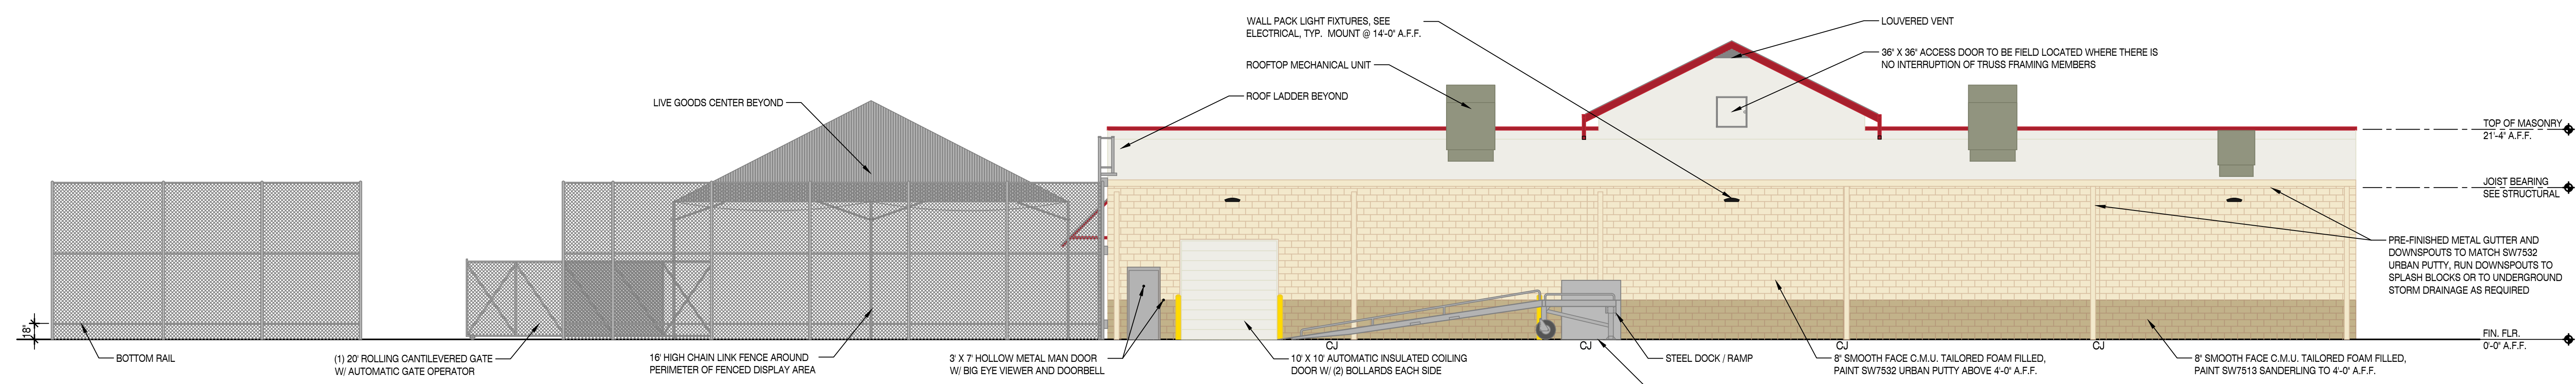 WALL PACK LIGHT FIXTURES, SEE
ELECTRICAL, TYP. MOUNT @ 14'-0" A.F.F.
LOUVERED VENT
36" X 36" ACCESS DOOR TO BE FIELD LOCATED WHERE THERE IS
NO INTERRUPTION OF TRUSS FRAMING MEMBERS
ROOFTOP MECHANICAL UNIT
LIVE GOODS CENTER BEYOND
ROOF LADDER BEYOND
TOP OF MASONRY
21'-4" A.F.F.
JOIST BEARING
SEE STRUCTURAL
PRE-FINISHED METAL GUTTER AND
DOWNSPOUTS TO MATCH SW7532
URBAN PUTTY, RUN DOWNSPOUTS TO
SPLASH BLOCKS OR TO UNDERGROUND
STORM DRAINAGE AS REQUIRED
18"
FIN. FLR.
0'-0" A.F.F.
CJ
CJ
CJ
CJ
BOTTOM RAIL
(1) 20' ROLLING CANTILEVERED GATE
W/ AUTOMATIC GATE OPERATOR
16' HIGH CHAIN LINK FENCE AROUND
PERIMETER OF FENCED DISPLAY AREA
3' X 7' HOLLOW METAL MAN DOOR
W/ BIG EYE VIEWER AND DOORBELL
10' X 10' AUTOMATIC INSULATED COILING
DOOR W/ (2) BOLLARDS EACH SIDE
STEEL DOCK / RAMP
8" SMOOTH FACE C.M.U. TAILORED FOAM FILLED,
PAINT SW7532 URBAN PUTTY ABOVE 4'-0" A.F.F.
8" SMOOTH FACE C.M.U. TAILORED FOAM FILLED,
PAINT SW7513 SANDERLING TO 4'-0" A.F.F.